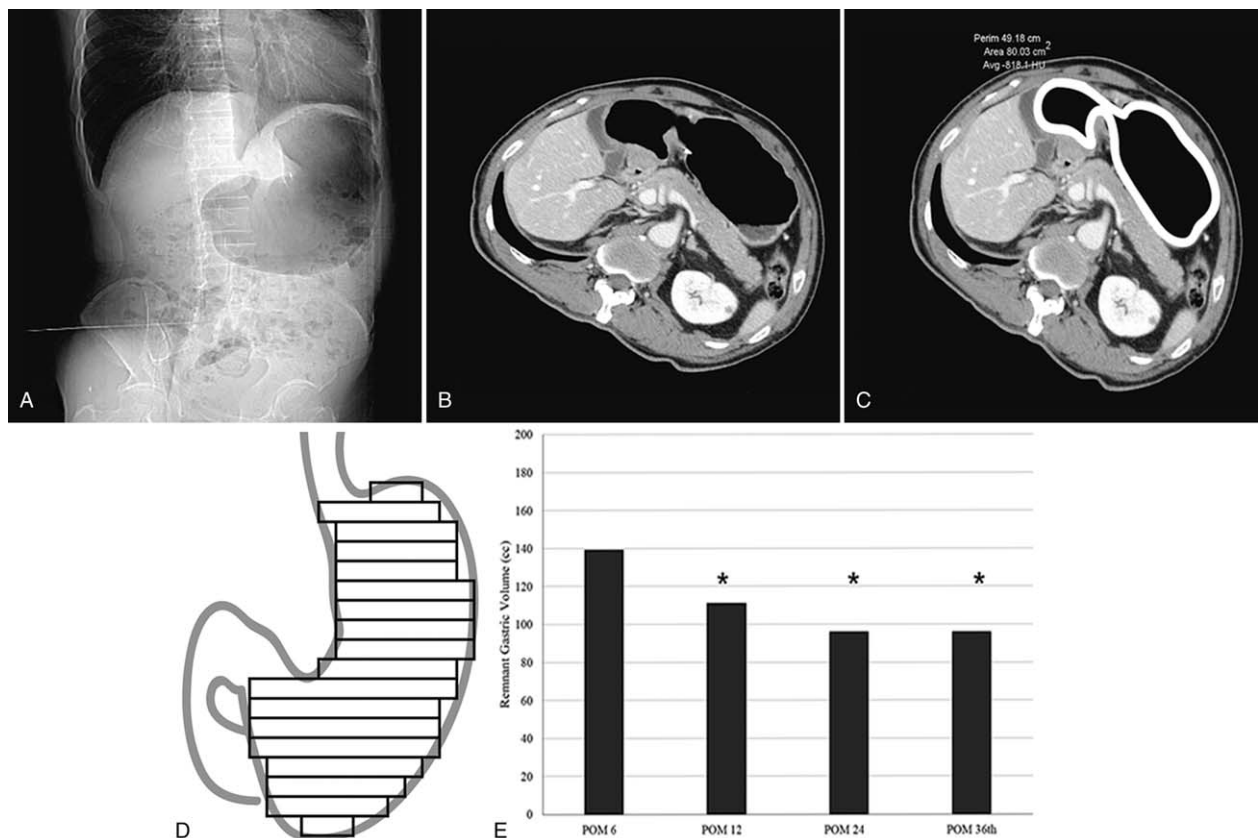 Perim 49.18 cm
Area 80.03 cm2
Avg -818.1 HU
A
B
C
D
E
Remnant Gastric Volume (cc)
200
180
160
140
120
100
80
60
40
20
0
*
*
*
POM 6
POM 12
POM 24
POM 36th